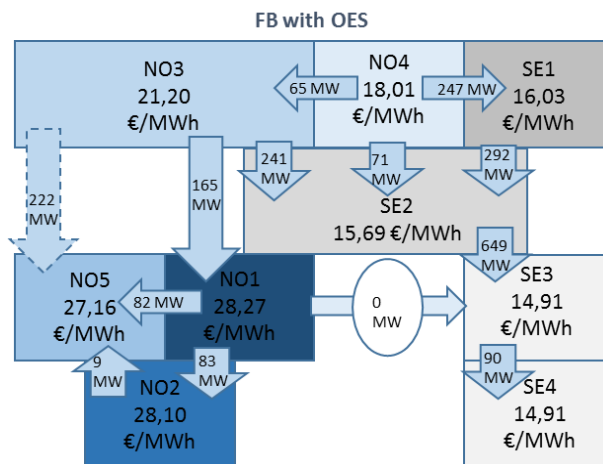 FB with OES
NO3
21,20
€/MWh
65 MW
NO4
18,01
€/MWh
247 MW
SE1
16,03
€/MWh
222
MW
165
MW
241
MW
71
MW
292
MW
SE2
15,69 €/MWh
649
MW
NO5
27,16
€/MWh
82 MW
NO1
28,27
€/MWh
0
MW
SE3
14,91
€/MWh
9
MW
83
MW
90
MW
NO2
28,10
€/MWh
SE4
14,91
€/MWh